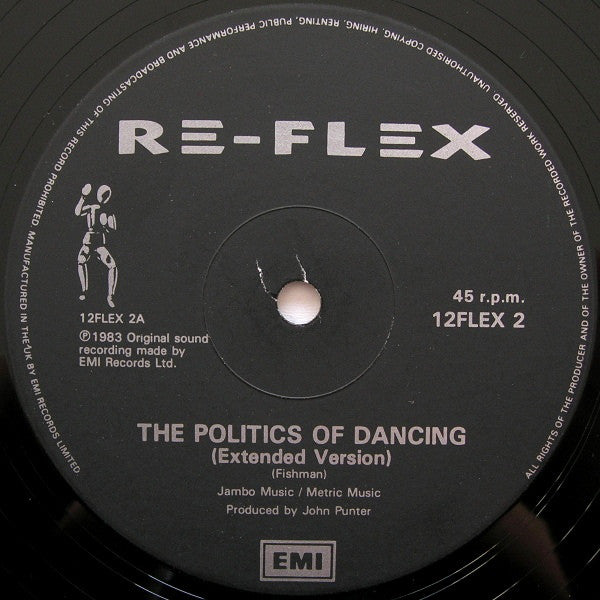 ALL RIGHTS OF THE PRODUCER AND OF THE OWNER OF THE RECORDED WORK RESERVED UNAUTHORISED COPYING, HIRING, RENTING, PUBLIC PERFORMANCE AND BROADCASTING OF THIS RECORD PROHIBITED MANUFACTURED IN THE UK BY EMI RECORDS LIMITED
RE-FLEX
12FLEX 2A
℗1983 Original sound
recording made by
EMI Records Ltd.
45 r.p.m.
12FLEX 2
THE POLITICS OF DANCING
(Extended Version)
(Fishman)
Jambo Music / Metric Music
Produced by John Punter
EMI